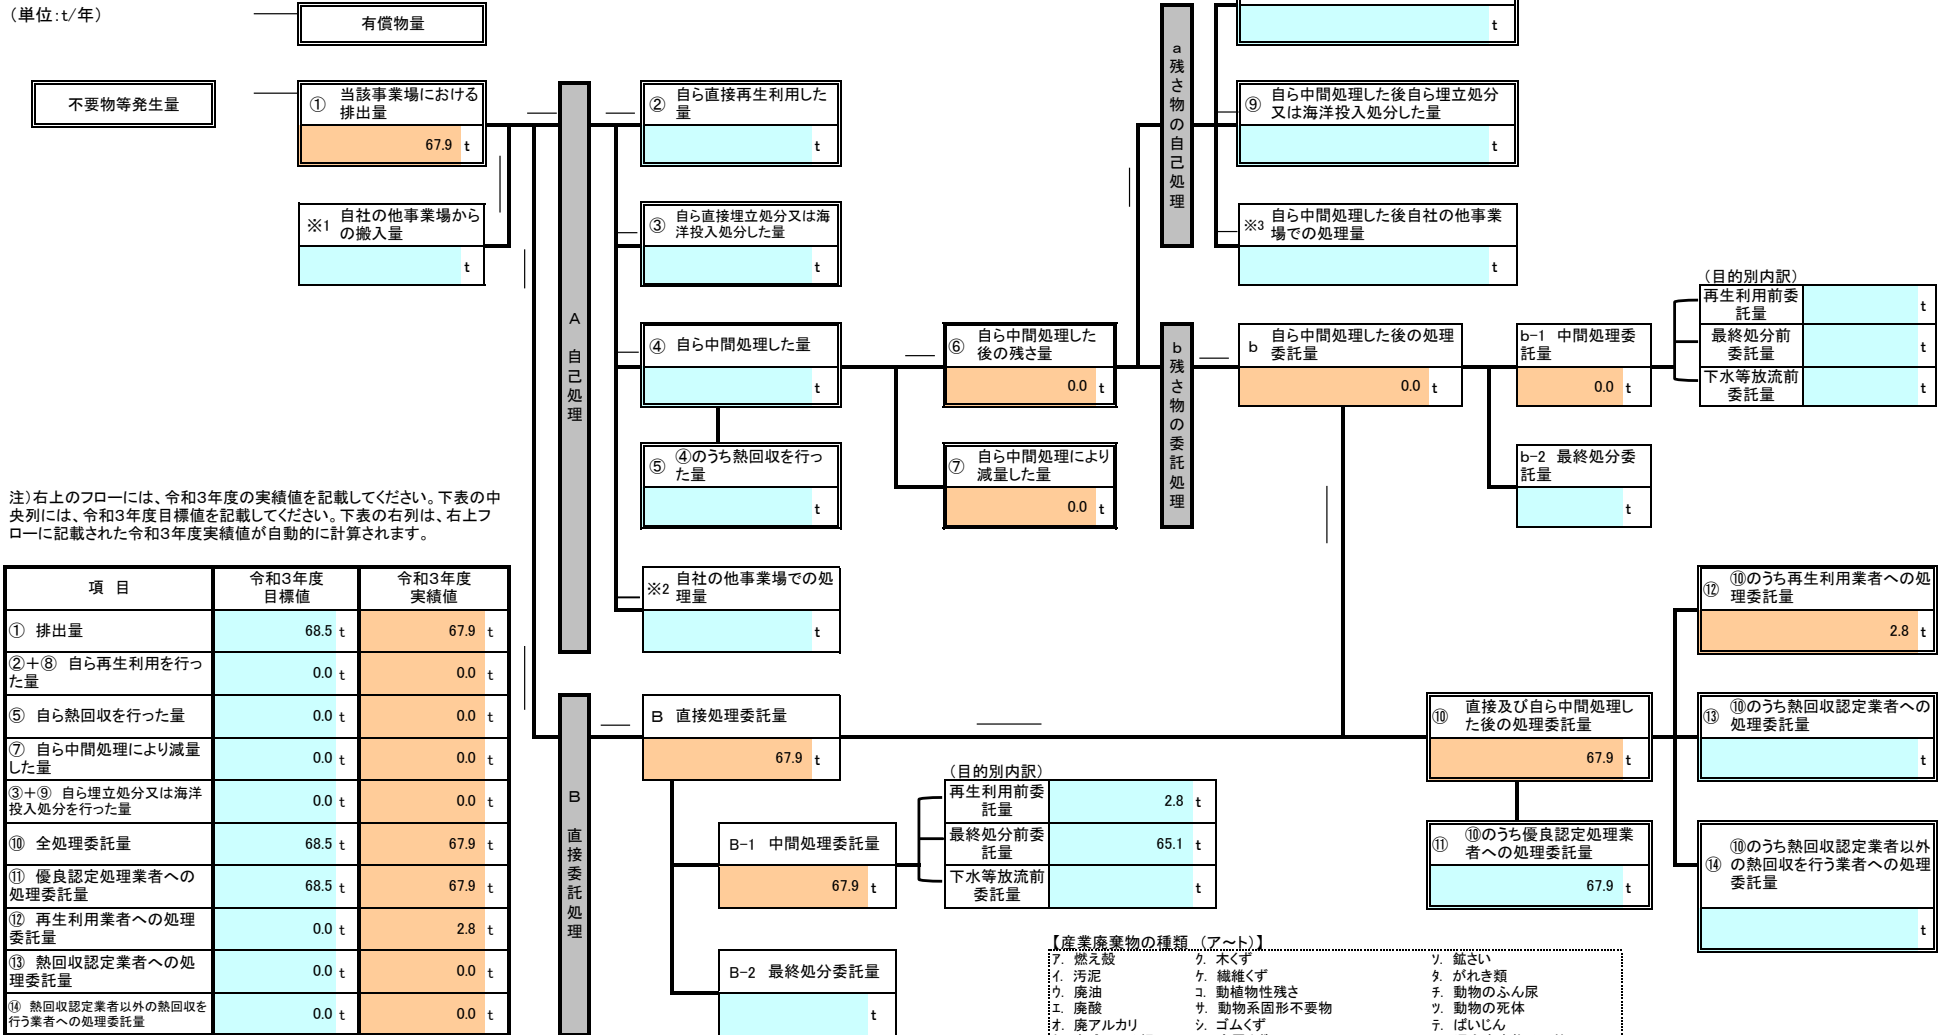 （単位：t/年）
有償物量
t
不要物等発生量
① 当該事業場における
排出量
67.9 t
※1 自社の他事業場から
の搬入量
t
A 自己処理
② 自ら直接再生利用した
量
t
③ 自ら直接埋立処分又は海
洋投入処分した量
t
④ 自ら中間処理した量
t
⑤ ④のうち熱回収を行っ
た量
t
※2 自社の他事業場での処
理量
t
⑥ 自ら中間処理した
後の残さ量
0.0 t
⑦ 自ら中間処理により
減量した量
0.0 t
a 残さ物の自己処理
⑨ 自ら中間処理した後自ら埋立処分
又は海洋投入処分した量
t
※3 自ら中間処理した後自社の他事業
場での処理量
t
b 残さ物の委託処理
b 自ら中間処理した後の処理
委託量
0.0 t
b-1 中間処理委
託量
0.0 t
b-2 最終処分委
託量
t
（目的別内訳）
再生利用前委
託量 t
最終処分前
委託量 t
下水等放流前
委託量 t
注）右上のフローには、令和3年度の実績値を記載してください。下表の中
央列には、令和3年度目標値を記載してください。下表の右列は、右上フ
ローに記載された令和3年度実績値が自動的に計算されます。
項 目 令和3年度 目標値 令和3年度 実績値
① 排出量 68.5 t 67.9 t
②＋⑧ 自ら再生利用を行っ
た量 0.0 t 0.0 t
⑤ 自ら熱回収を行った量 0.0 t 0.0 t
⑦ 自ら中間処理により減量
した量 0.0 t 0.0 t
③＋⑨ 自ら埋立処分又は海洋
投入処分を行った量 0.0 t 0.0 t
⑩ 全処理委託量 68.5 t 67.9 t
⑪ 優良認定処理業者への
処理委託量 68.5 t 67.9 t
⑫ 再生利用業者への処理
委託量 0.0 t 2.8 t
⑬ 熱回収認定業者への処
理委託量 0.0 t 0.0 t
⑭ 熱回収認定業者以外の熱回収を
行う業者への処理委託量 0.0 t 0.0 t
B 直接委託処理
B 直接処理委託量
67.9 t
B-1 中間処理委託量
67.9 t
B-2 最終処分委託量
t
（目的別内訳）
再生利用前委
託量 2.8 t
最終処分前委
託量 65.1 t
下水等放流前
委託量 t
⑩ 直接及び自ら中間処理し
た後の処理委託量
67.9 t
⑪ ⑩のうち優良認定処理業
者への処理委託量
67.9 t
⑫ ⑩のうち再生利用業者への処
理委託量
2.8 t
⑬ ⑩のうち熱回収認定業者への
処理委託量
t
⑭ ⑩のうち熱回収認定業者以外
の熱回収を行う業者への処理
委託量
t
【産業廃棄物の種類 （ア～ト）】
ア. 燃え殻 ク. 木くず ソ. 鉱さい
イ. 汚泥 ケ. 繊維くず タ. がれき類
ウ. 廃油 コ. 動植物性残さ チ. 動物のふん尿
エ. 廃酸 サ. 動物系固形不要物 ツ. 動物の死体
オ. 廃アルカリ シ. ゴムくず テ. ばいじん